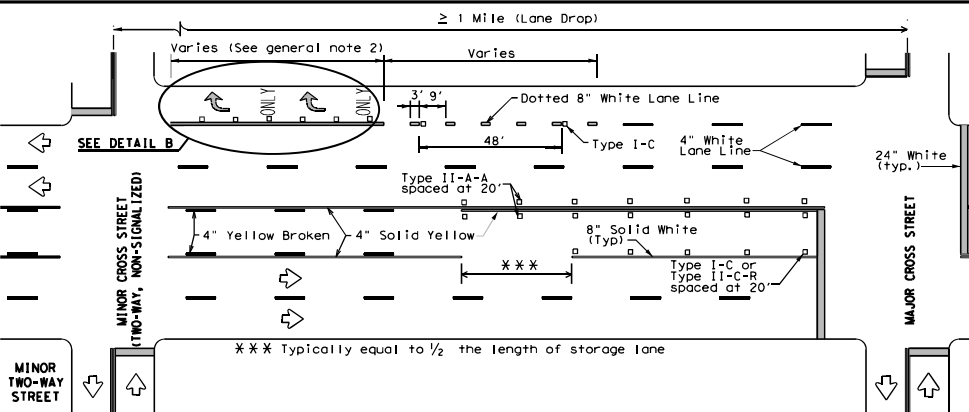 ≥ 1 Mile (Lane Drop)
Varies (See general note 2)
Varies
ONLY
ONLY
3'
9'
Dotted 8" White Lane Line
SEE DETAIL B
48'
Type I-C
4" White
Lane Line
24" White
(typ.)
Type II-A-A
spaced at 20'
4" Yellow Broken
4" Solid Yellow
8" Solid White
(Typ)
***
Type I-C or
Type II-C-R
spaced at 20'
MINOR CROSS STREET
(TWO-WAY, NON-SIGNALIZED)
MAJOR CROSS STREET
*** Typically equal to ½ the length of storage lane
MINOR
TWO-WAY
STREET